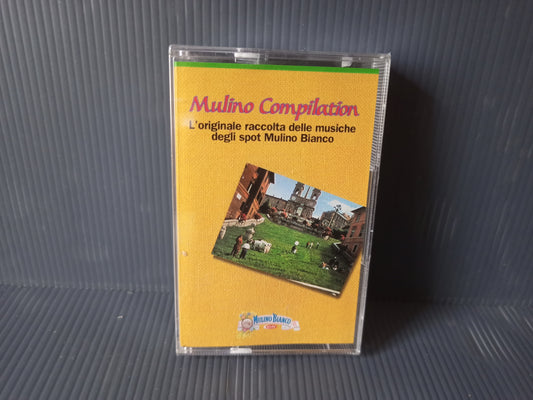 Mulino Compilation
L'originale raccolta delle musiche
degli spot Mulino Bianco
MULINO BIANCO